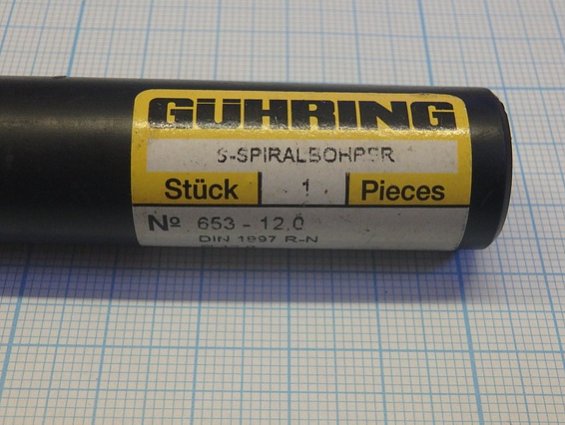 GÜHRING
S-SPIRALBOHRER
Stück 1 Pieces
Nº 653 - 12.0
DIN 1897 R-N